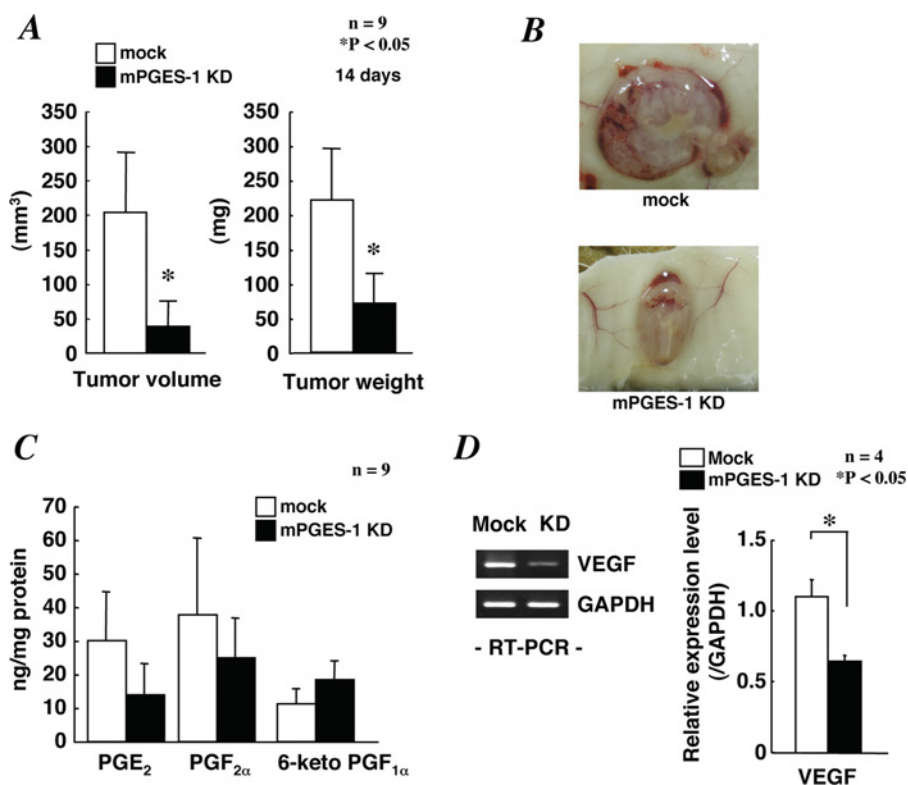 A
mock
mPGES-1 KD
n = 9
*P < 0.05
14 days
350
300
250
200
150
100
50
0
(mm³)
*
Tumor volume
350
300
250
200
150
100
50
0
(mg)
*
Tumor weight
B
mock
mPGES-1 KD
C
n = 9
mock
mPGES-1 KD
70
60
50
40
30
20
10
0
ng/mg protein
PGE₂ PGF₂α 6-keto PGF₁α
D
Mock
mPGES-1 KD
n = 4
*P < 0.05
Mock KD
VEGF
GAPDH
- RT-PCR -
Relative expression level
(/GAPDH)
1.5
1.0
0.5
0
*
VEGF